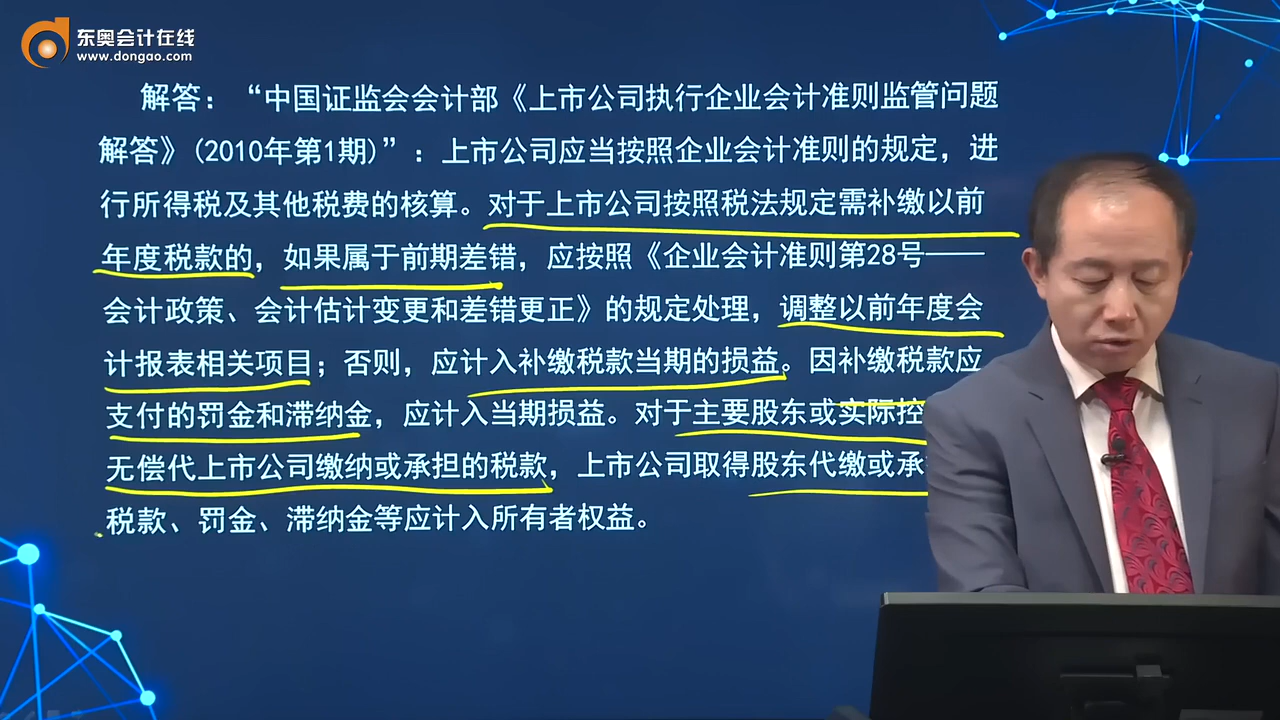 东奥会计在线
www.dongao.com
解答：“中国证监会会计部《上市公司执行企业会计准则监管问题
解答》(2010年第1期)”：上市公司应当按照企业会计准则的规定，进
行所得税及其他税费的核算。对于上市公司按照税法规定需补缴以前
年度税款的，如果属于前期差错，应按照《企业会计准则第28号——
会计政策、会计估计变更和差错更正》的规定处理，调整以前年度会
计报表相关项目；否则，应计入补缴税款当期的损益。因补缴税款应
支付的罚金和滞纳金，应计入当期损益。对于主要股东或实际控
无偿代上市公司缴纳或承担的税款，上市公司取得股东代缴或承
税款、罚金、滞纳金等应计入所有者权益。